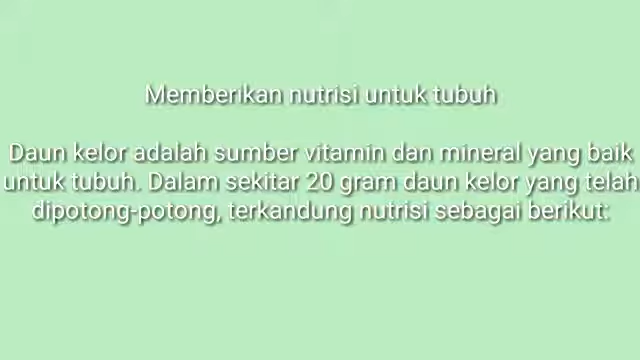 Memberikan nutrisi untuk tubuh
Daun kelor adalah sumber vitamin dan mineral yang baik
untuk tubuh. Dalam sekitar 20 gram daun kelor yang telah
dipotong-potong, terkandung nutrisi sebagai berikut: